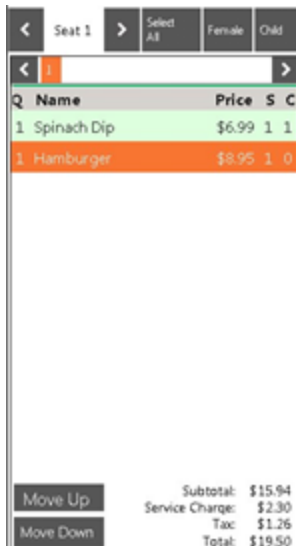 < Seat 1 > Select All Female Child
< 1 >
Q Name Price S C
1 Spinach Dip $6.99 1 1
1 Hamburger $8.95 1 0
Move Up
Move Down
Subtotal: $15.94
Service Charge: $2.30
Tax: $1.26
Total: $19.50